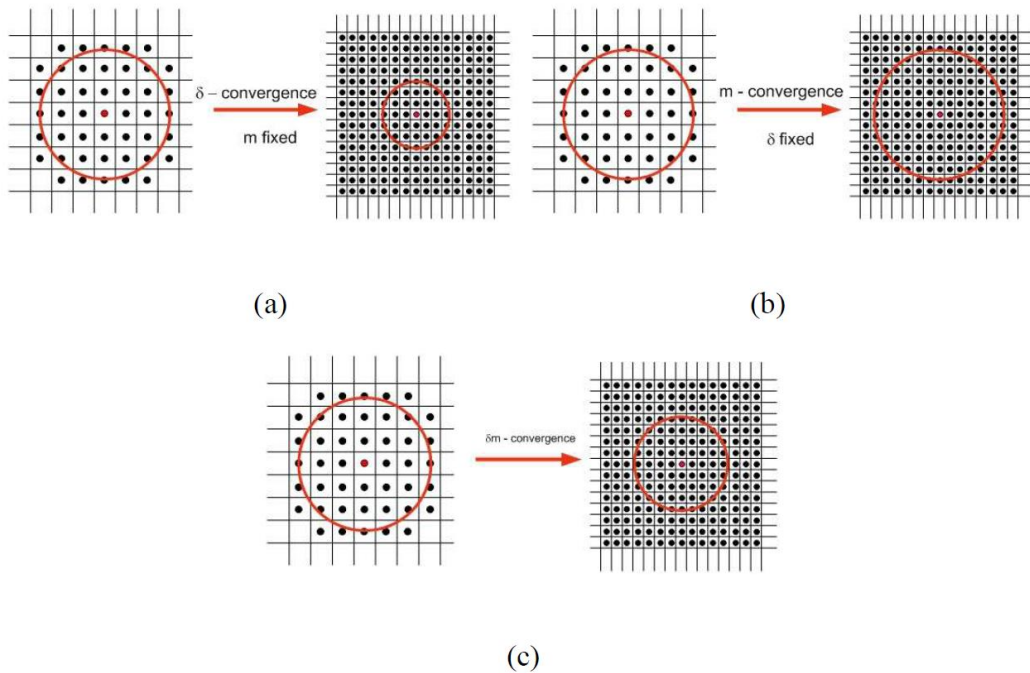 δ – convergence
m fixed
m - convergence
δ fixed
(a)
(b)
δm - convergence
(c)